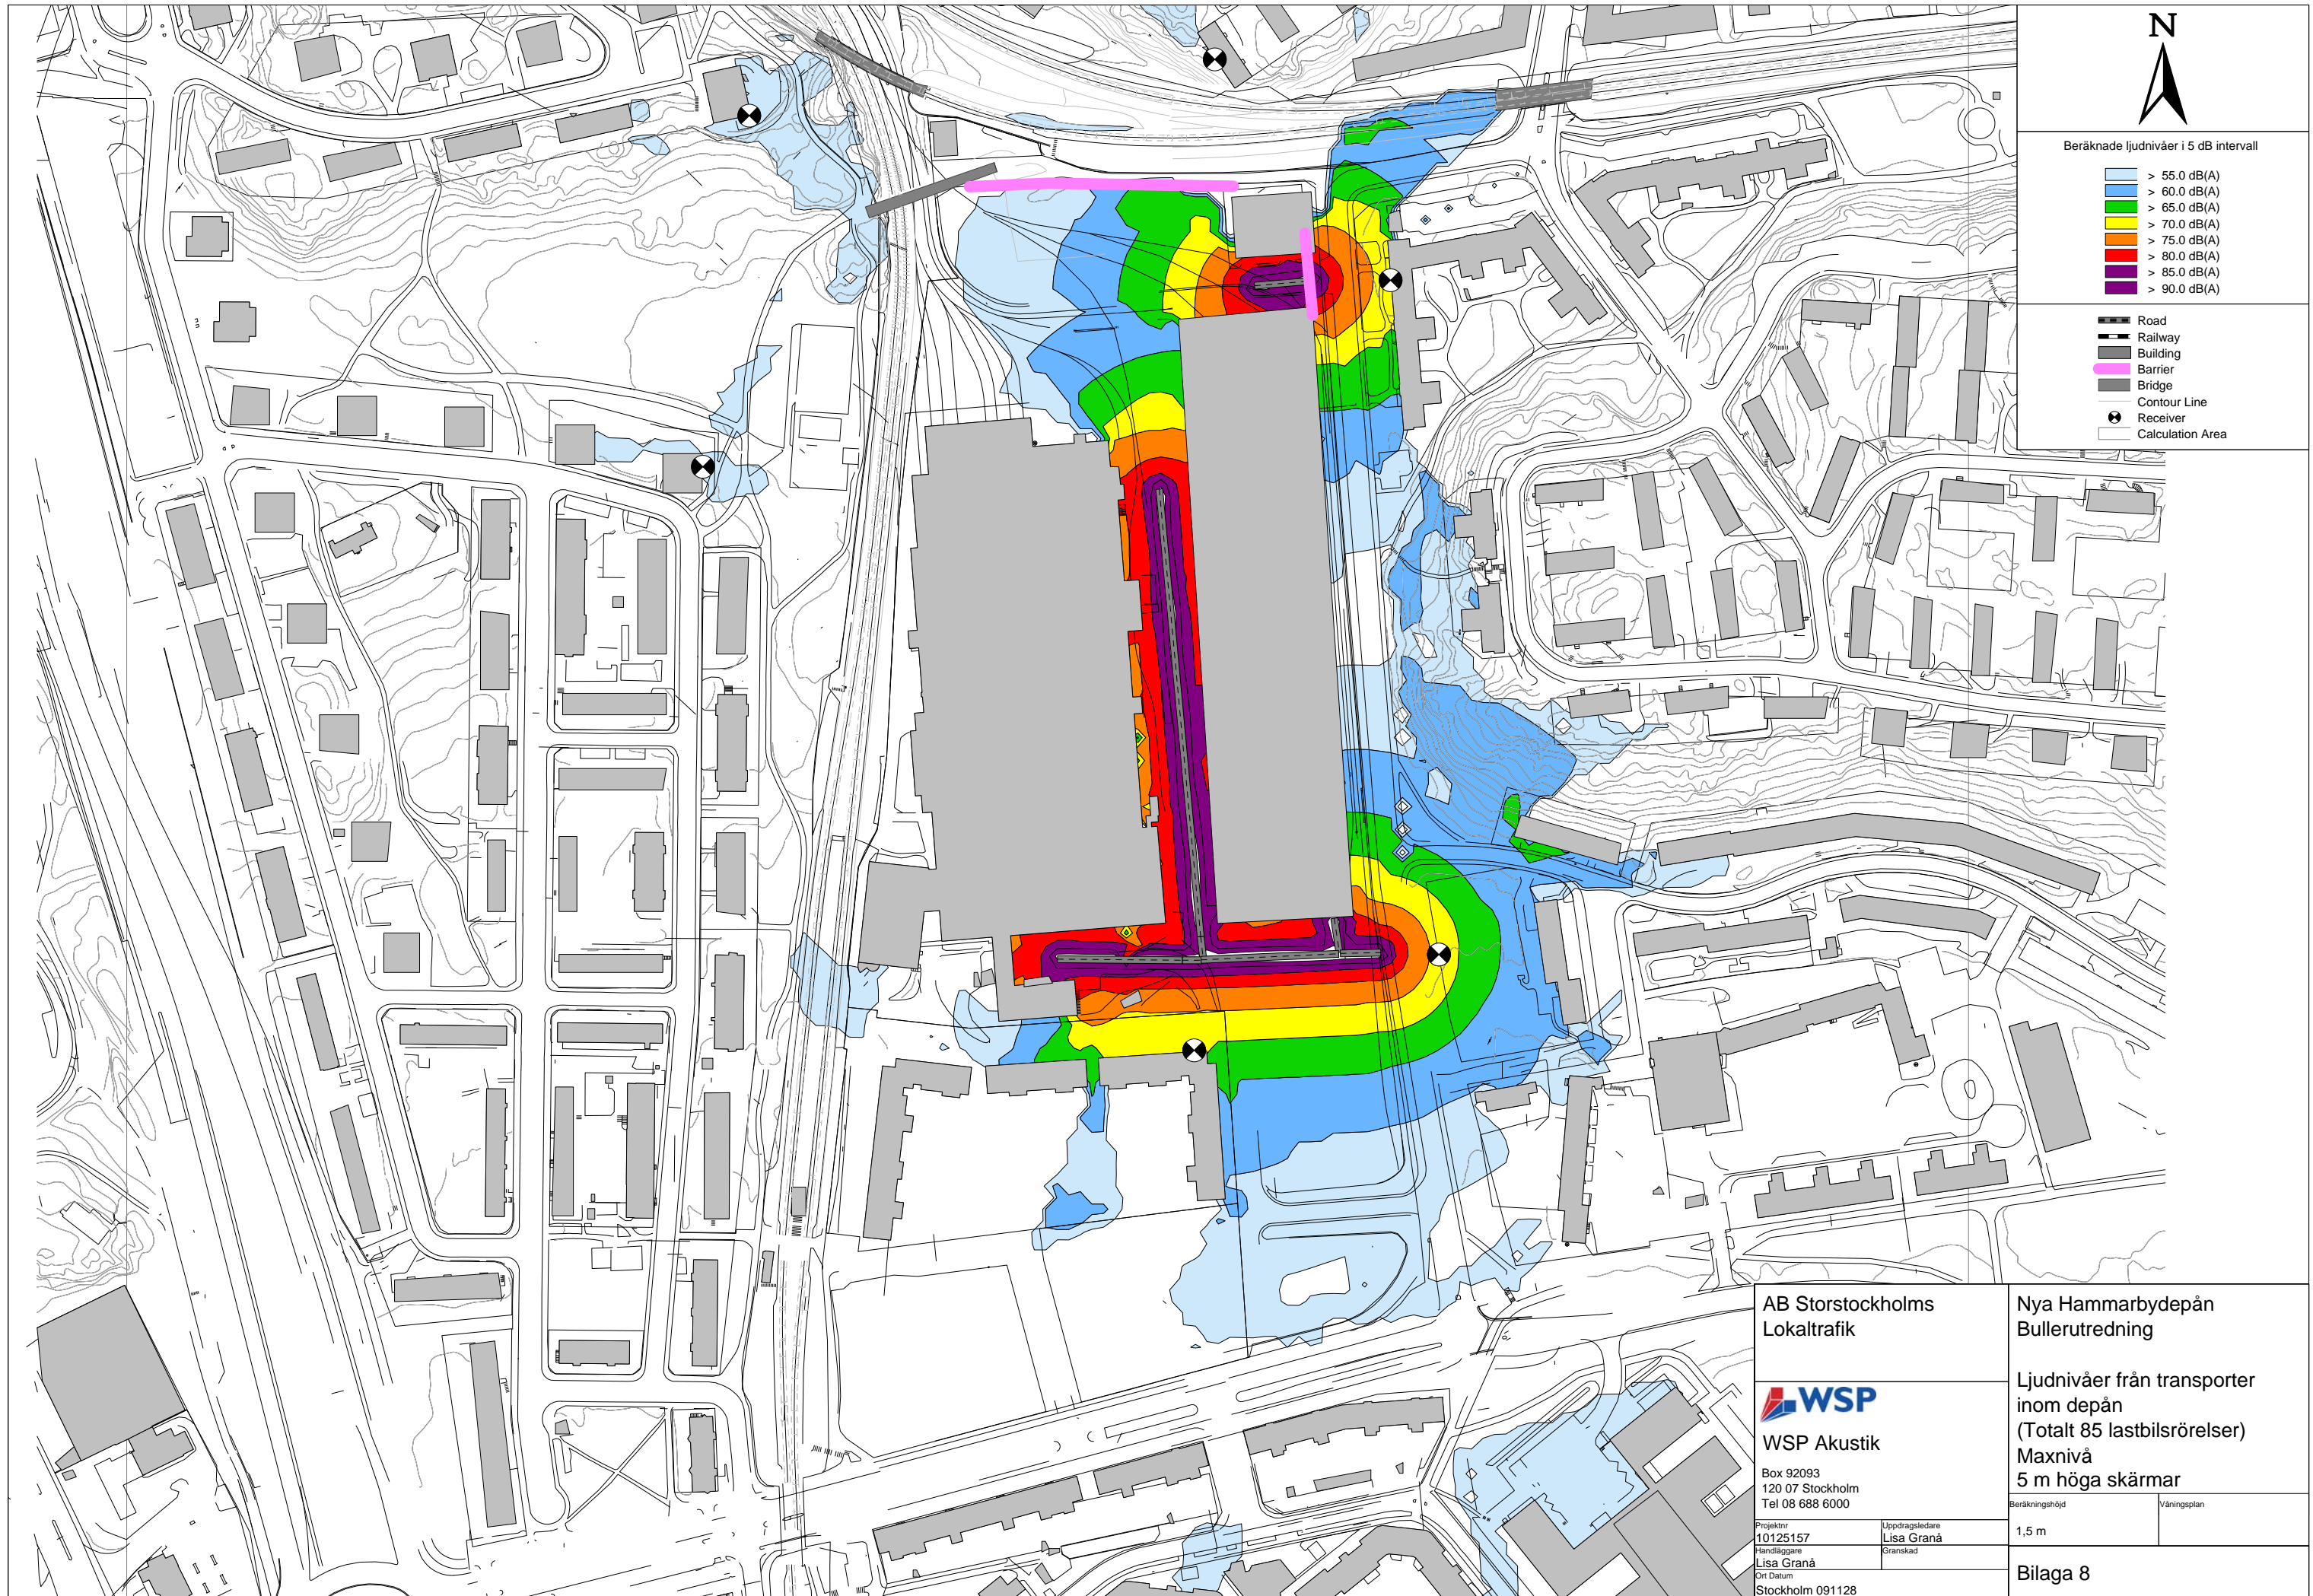 N
Beräknade ljudnivåer i 5 dB intervall
> 55.0 dB(A)
> 60.0 dB(A)
> 65.0 dB(A)
> 70.0 dB(A)
> 75.0 dB(A)
> 80.0 dB(A)
> 85.0 dB(A)
> 90.0 dB(A)
Road
Railway
Building
Barrier
Bridge
Contour Line
Receiver
Calculation Area
AB Storstockholms
Lokaltrafik
WSP
WSP Akustik
Box 92093
120 07 Stockholm
Tel 08 688 6000
Projektnr
10125157
Uppdragsledare
Lisa Granå
Handläggare
Lisa Granå
Granskad
Ort Datum
Stockholm 091128
Nya Hammarbydepån
Bullerutredning
Ljudnivåer från transporter
inom depån
(Totalt 85 lastbilsrörelser)
Maxnivå
5 m höga skärmar
Beräkningshöjd
1,5 m
Våningsplan
Bilaga 8